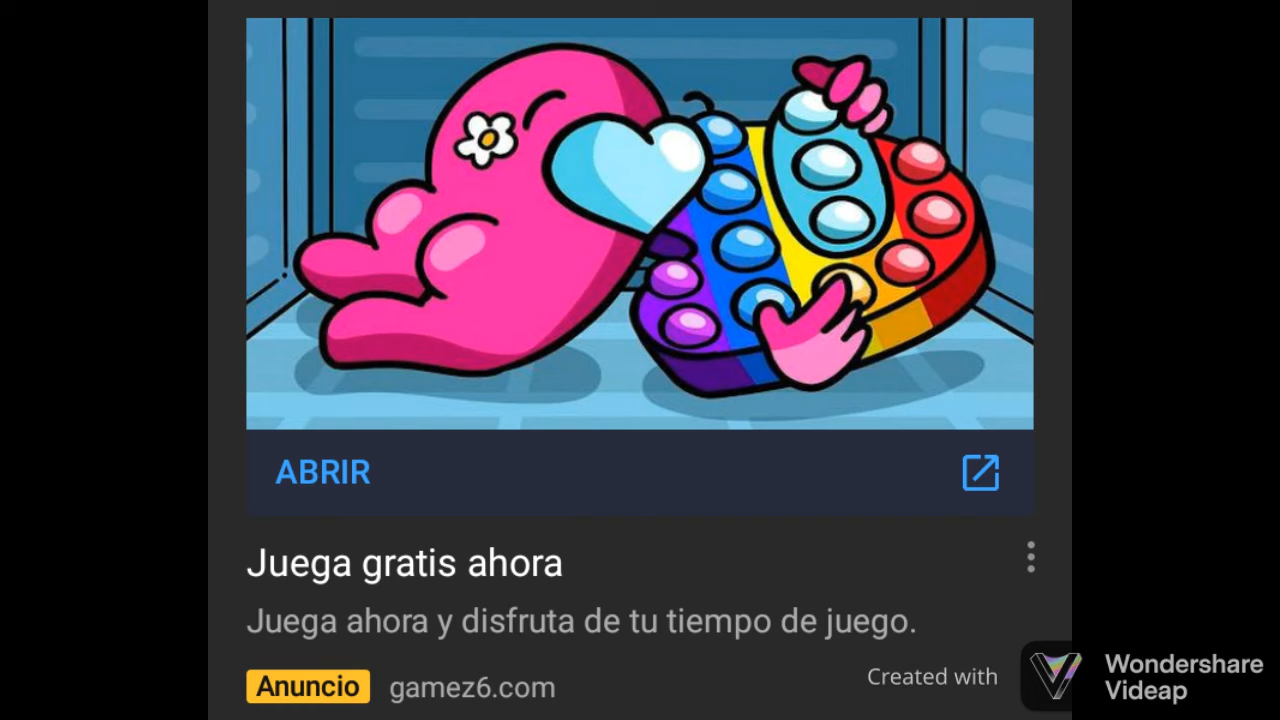 ABRIR
Juega gratis ahora
Juega ahora y disfruta de tu tiempo de juego.
Anuncio gamez6.com
Created with
Wondershare
Videap